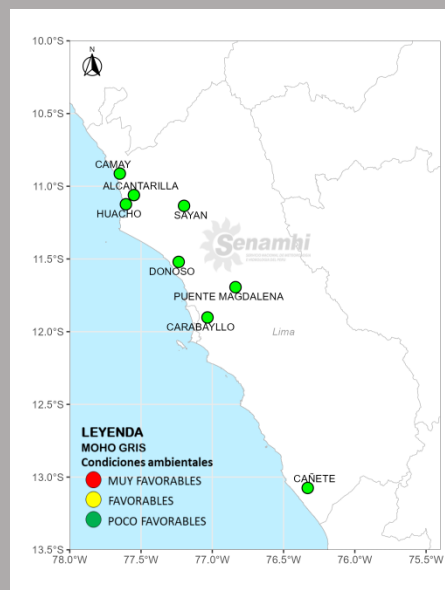 10.0°S
N
10.5°S
CAMAY
11.0°S
ALCANTARILLA
HUACHO
SAYAN
Senamhi
11.5°S
DONOSO
PUENTE MAGDALENA
12.0°S
CARABAYLLO
Lima
12.5°S
LEYENDA
MOHO GRIS
Condiciones ambientales
MUY FAVORABLES
FAVORABLES
POCO FAVORABLES
13.0°S
CAÑETE
13.5°S
78.0°W 77.5°W 77.0°W 76.5°W 76.0°W 75.5°W